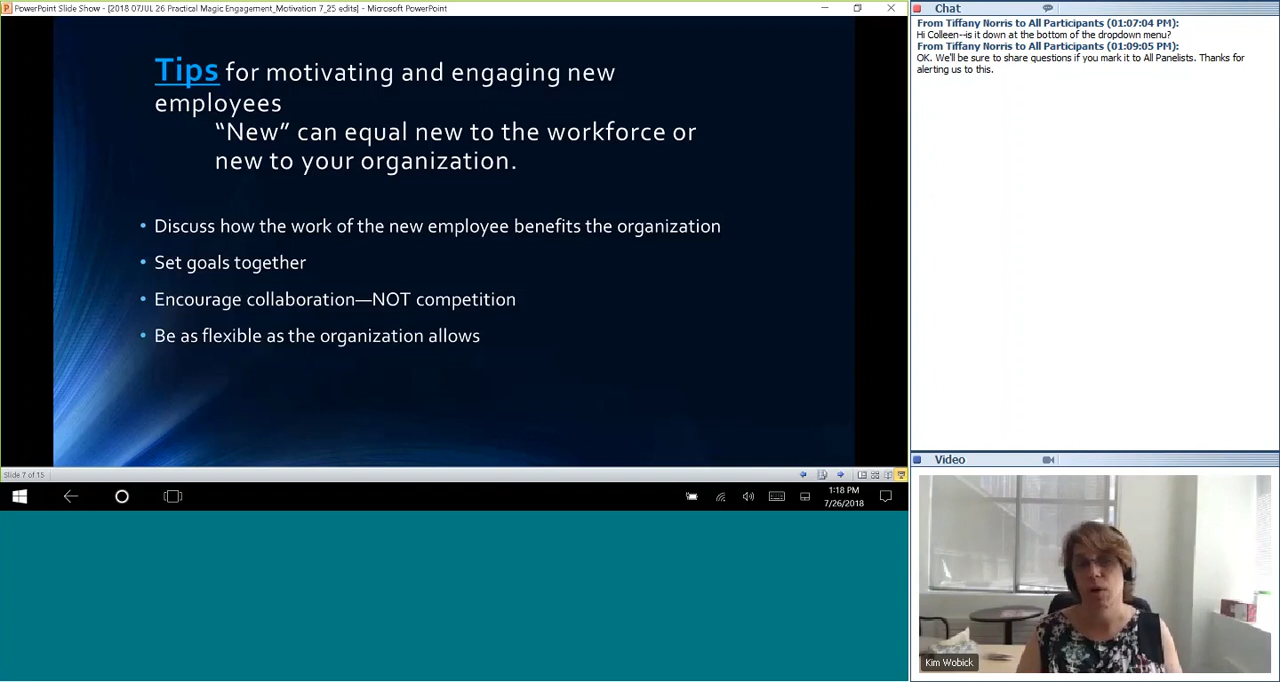 PowerPoint Slide Show - [2018 07JUL 26 Practical Magic Engagement_Motivation 7_25 edits] - Microsoft PowerPoint
Tips for motivating and engaging new
employees
“New” can equal new to the workforce or
new to your organization.
• Discuss how the work of the new employee benefits the organization
• Set goals together
• Encourage collaboration—NOT competition
• Be as flexible as the organization allows
Slide 7 of 15
1:18 PM
7/26/2018
Chat
From Tiffany Norris to All Participants (01:07:04 PM):
Hi Colleen--is it down at the bottom of the dropdown menu?
From Tiffany Norris to All Participants (01:09:05 PM):
OK. We'll be sure to share questions if you mark it to All Panelists. Thanks for
alerting us to this.
Video
Kim Wobick